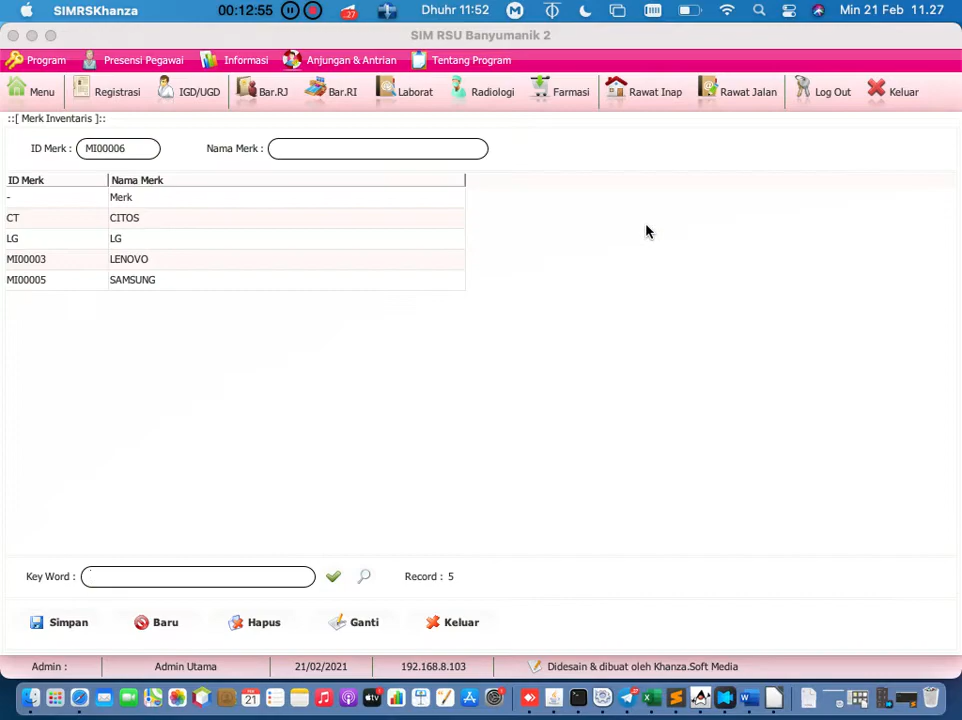 SIMRSKhanza 00:12:55 27 Dhuhr 11:52 Min 21 Feb 11.27
SIM RSU Banyumanik 2
Program Presensi Pegawai Informasi Anjungan & Antrian Tentang Program
Menu Registrasi IGD/UGD Bar.RJ Bar.RI Laborat Radiologi Farmasi Rawat Inap Rawat Jalan Log Out Keluar
::[ Merk Inventaris ]::
ID Merk : MI00006 Nama Merk :
ID Merk Nama Merk
- Merk
CT CITOS
LG LG
MI00003 LENOVO
MI00005 SAMSUNG
Key Word : Record : 5
Simpan Baru Hapus Ganti Keluar
Admin : Admin Utama 21/02/2021 192.168.8.103 Didesain & dibuat oleh Khanza.Soft Media